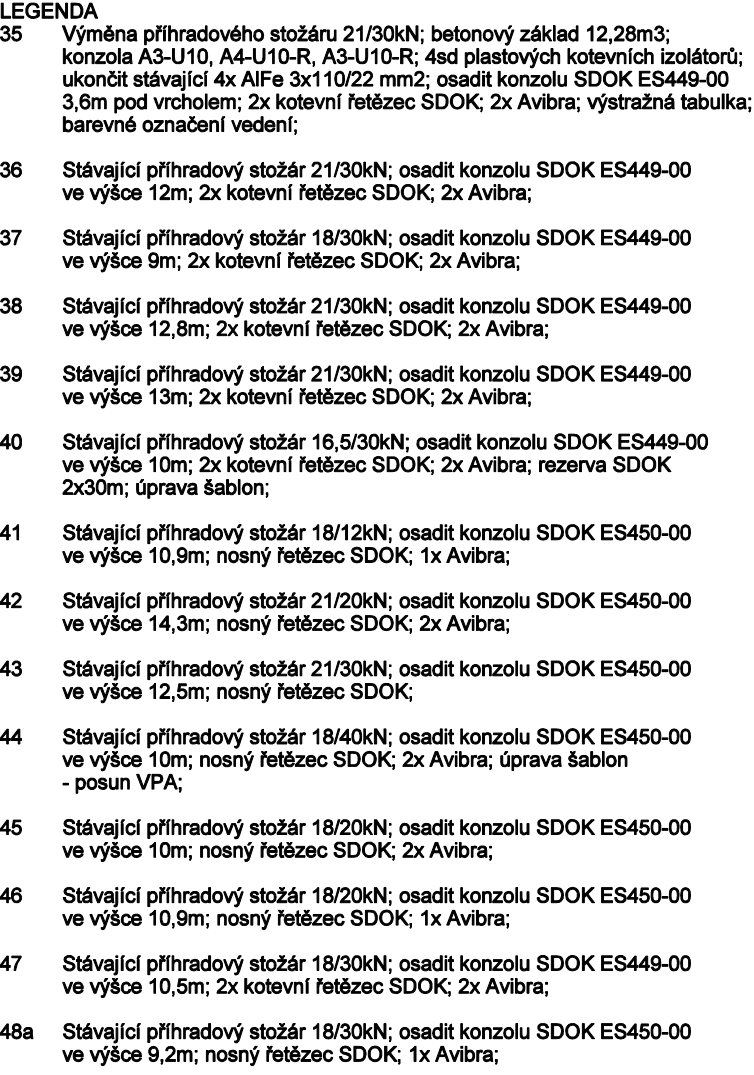 LEGENDA
35 Výměna příhradového stožáru 21/30kN; betonový základ 12,28m3;
konzola A3-U10, A4-U10-R, A3-U10-R; 4sd plastových kotevních izolátorů;
ukončit stávající 4x AlFe 3x110/22 mm2; osadit konzolu SDOK ES449-00
3,6m pod vrcholem; 2x kotevní řetězec SDOK; 2x Avibra; výstražná tabulka;
barevné označení vedení;
36 Stávající příhradový stožár 21/30kN; osadit konzolu SDOK ES449-00
ve výšce 12m; 2x kotevní řetězec SDOK; 2x Avibra;
37 Stávající příhradový stožár 18/30kN; osadit konzolu SDOK ES449-00
ve výšce 9m; 2x kotevní řetězec SDOK; 2x Avibra;
38 Stávající příhradový stožár 21/30kN; osadit konzolu SDOK ES449-00
ve výšce 12,8m; 2x kotevní řetězec SDOK; 2x Avibra;
39 Stávající příhradový stožár 21/30kN; osadit konzolu SDOK ES449-00
ve výšce 13m; 2x kotevní řetězec SDOK; 2x Avibra;
40 Stávající příhradový stožár 16,5/30kN; osadit konzolu SDOK ES449-00
ve výšce 10m; 2x kotevní řetězec SDOK; 2x Avibra; rezerva SDOK
2x30m; úprava šablon;
41 Stávající příhradový stožár 18/12kN; osadit konzolu SDOK ES450-00
ve výšce 10,9m; nosný řetězec SDOK; 1x Avibra;
42 Stávající příhradový stožár 21/20kN; osadit konzolu SDOK ES450-00
ve výšce 14,3m; nosný řetězec SDOK; 2x Avibra;
43 Stávající příhradový stožár 21/30kN; osadit konzolu SDOK ES450-00
ve výšce 12,5m; nosný řetězec SDOK;
44 Stávající příhradový stožár 18/40kN; osadit konzolu SDOK ES450-00
ve výšce 10m; nosný řetězec SDOK; 2x Avibra; úprava šablon
- posun VPA;
45 Stávající příhradový stožár 18/20kN; osadit konzolu SDOK ES450-00
ve výšce 10m; nosný řetězec SDOK; 2x Avibra;
46 Stávající příhradový stožár 18/20kN; osadit konzolu SDOK ES450-00
ve výšce 10,9m; nosný řetězec SDOK; 1x Avibra;
47 Stávající příhradový stožár 18/30kN; osadit konzolu SDOK ES449-00
ve výšce 10,5m; 2x kotevní řetězec SDOK; 2x Avibra;
48a Stávající příhradový stožár 18/30kN; osadit konzolu SDOK ES450-00
ve výšce 9,2m; nosný řetězec SDOK; 1x Avibra;